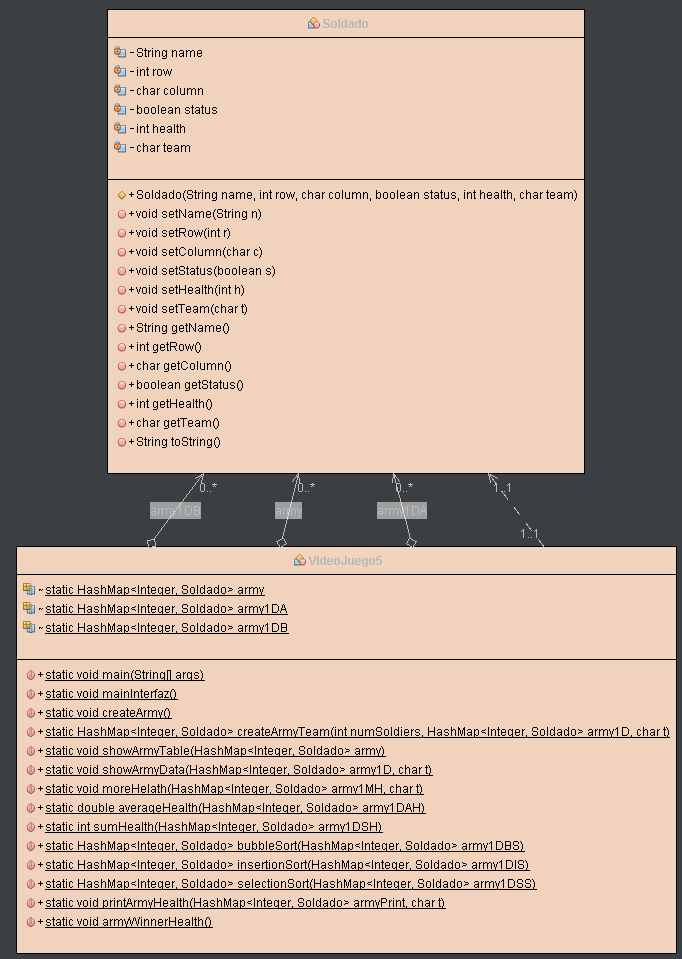 Soldado
- String name
- int row
- char column
- boolean status
- int health
- char team
+ Soldado(String name, int row, char column, boolean status, int health, char team)
+ void setName(String n)
+ void setRow(int r)
+ void setColumn(char c)
+ void setStatus(boolean s)
+ void setHealth(int h)
+ void setTeam(char t)
+ String getName()
+ int getRow()
+ char getColumn()
+ boolean getStatus()
+ int getHealth()
+ char getTeam()
+ String toString()
0..* 0..* 0..* 1..1
army1DB army army1DA
1..1
VideoJuego5
~ static HashMap<Integer, Soldado> army
~ static HashMap<Integer, Soldado> army1DA
~ static HashMap<Integer, Soldado> army1DB
+ static void main(String[] args)
+ static void mainInterfaz()
+ static void createArmy()
+ static HashMap<Integer, Soldado> createArmyTeam(int numSoldiers, HashMap<Integer, Soldado> army1D, char t)
+ static void showArmyTable(HashMap<Integer, Soldado> army)
+ static void showArmyData(HashMap<Integer, Soldado> army1D, char t)
+ static void moreHelath(HashMap<Integer, Soldado> army1MH, char t)
+ static double averageHealth(HashMap<Integer, Soldado> army1DAH)
+ static int sumHealth(HashMap<Integer, Soldado> army1DSH)
+ static HashMap<Integer, Soldado> bubbleSort(HashMap<Integer, Soldado> army1DBS)
+ static HashMap<Integer, Soldado> insertionSort(HashMap<Integer, Soldado> army1DIS)
+ static HashMap<Integer, Soldado> selectionSort(HashMap<Integer, Soldado> army1DSS)
+ static void printArmyHealth(HashMap<Integer, Soldado> armyPrint, char t)
+ static void armyWinnerHealth()